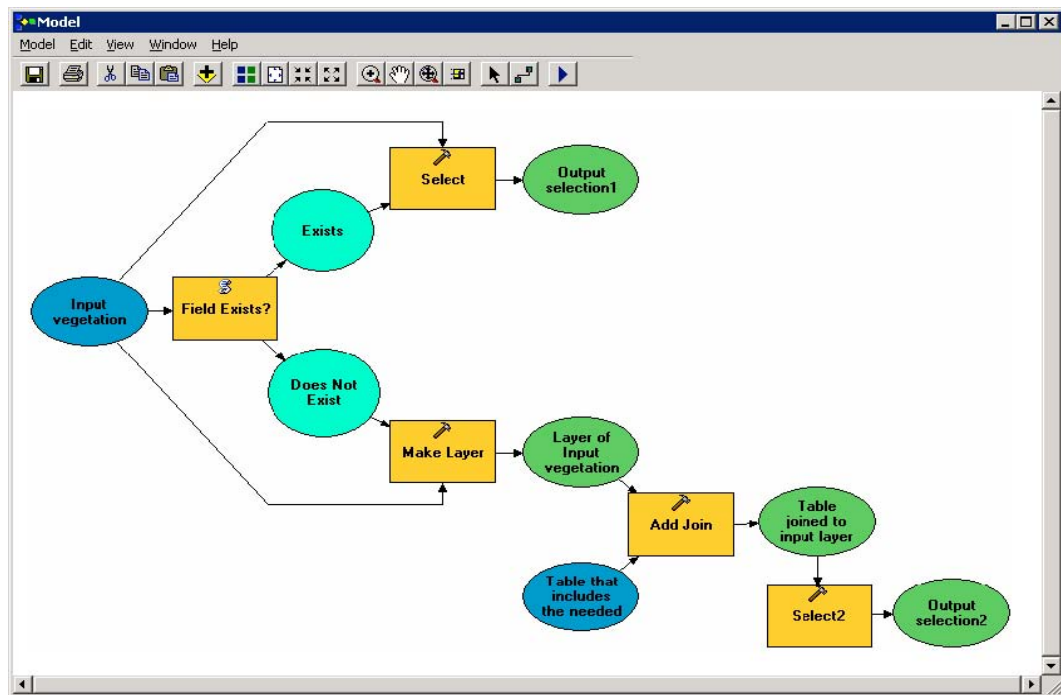 Model
Model Edit View Window Help
Select
Output
selection1
Exists
Input
vegetation
Field Exists?
Does Not
Exist
Make Layer
Layer of
Input
vegetation
Add Join
Table
joined to
input layer
Table that
includes
the needed
Select2
Output
selection2